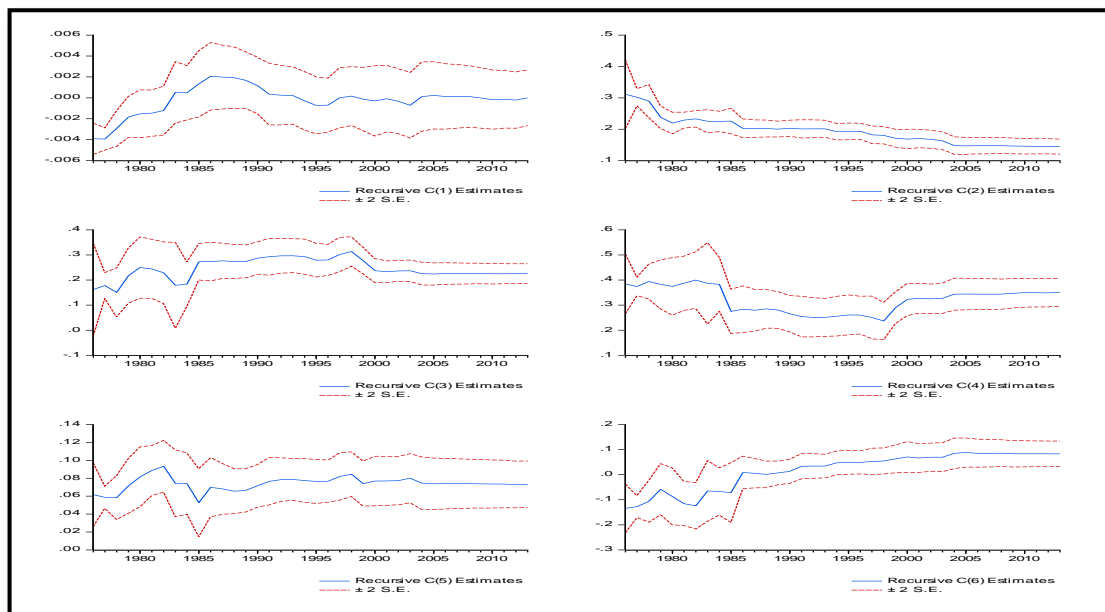 .006
.004
.002
.000
-.002
-.004
-.006
1980 1985 1990 1995 2000 2005 2010
Recursive C(1) Estimates
± 2 S.E.
.5
.4
.3
.2
.1
1980 1985 1990 1995 2000 2005 2010
Recursive C(2) Estimates
± 2 S.E.
.4
.3
.2
.1
.0
-.1
1980 1985 1990 1995 2000 2005 2010
Recursive C(3) Estimates
± 2 S.E.
.6
.5
.4
.3
.2
.1
1980 1985 1990 1995 2000 2005 2010
Recursive C(4) Estimates
± 2 S.E.
.14
.12
.10
.08
.06
.04
.02
.00
1980 1985 1990 1995 2000 2005 2010
Recursive C(5) Estimates
± 2 S.E.
.2
.1
.0
-.1
-.2
-.3
1980 1985 1990 1995 2000 2005 2010
Recursive C(6) Estimates
± 2 S.E.